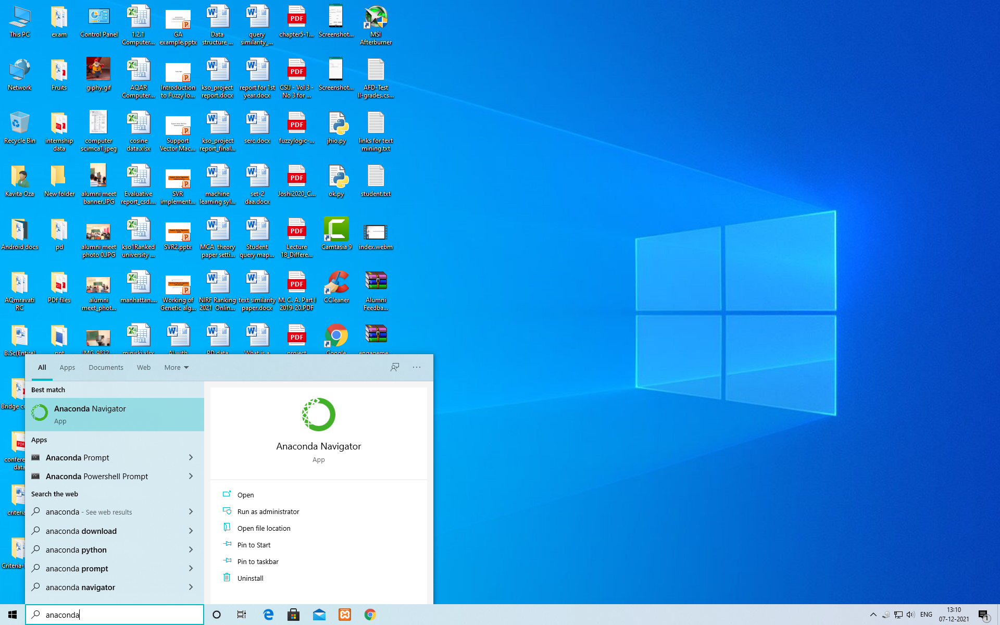 This PC
exam
Control Panel
1.2.1
Computer...
GA
example.pptx
Data
structure ...
query
similarity_...
chapter5-1...
Screenshot...
MSI
Afterburner
Network
Fruits
giphy.gif
AQAR
Computer...
Introduction
to Fuzzy lo...
kso_project
report.docx
report for 1st
year.docx
CSIJ - Vol 3 -
No 3 for ...
Screenshot...
AFD-Test
II-grades.cs...
Recycle Bin
internship
data
computer
scimca1.jpeg
cosine
data.xlsx
Support
Vector Mac...
kso_project
report_final...
serc.docx
fuzzylogic-...
jhio.py
links for text
mining.txt
Kavita Oza
New folder
alumni meet
banner.JPG
Evaluative
report_csd....
SVR
implement...
machine
learning syl...
set-2
daa.docx
Joshi2020_C...
ok.py
student.txt
Android docs
pd
alumni meet
photo 0.JPG
kso1Ranked
university ...
SVR2.pptx
MCA theory
paper setti...
Student
query map...
Lecture
18_Differe...
Camtasia 9
index.webm
AQmravati
RC
PDf files
alumni
meet_phot...
manhattan....
Working of
Genetic alg...
NIRF Ranking
2021 Onlin...
text similarity
paper.docx
M. C. A. Part I
2019-20.PDF
CCleaner
Alumni
Feedba...
B.Sc(Entire)
ppt
IMG_9832
miniski.xlsx
AI with
PD data
What is a
project
Google
engageme...
Bridge co
confere
data
criteria
Criteria-
All
Apps
Documents
Web
More
Best match
Anaconda Navigator
App
Apps
Anaconda Prompt
Anaconda Powershell Prompt
Search the web
anaconda - See web results
anaconda download
anaconda python
anaconda prompt
anaconda navigator
Anaconda Navigator
App
Open
Run as administrator
Open file location
Pin to Start
Pin to taskbar
Uninstall
anaconda
ENG
13:10
07-12-2021
1